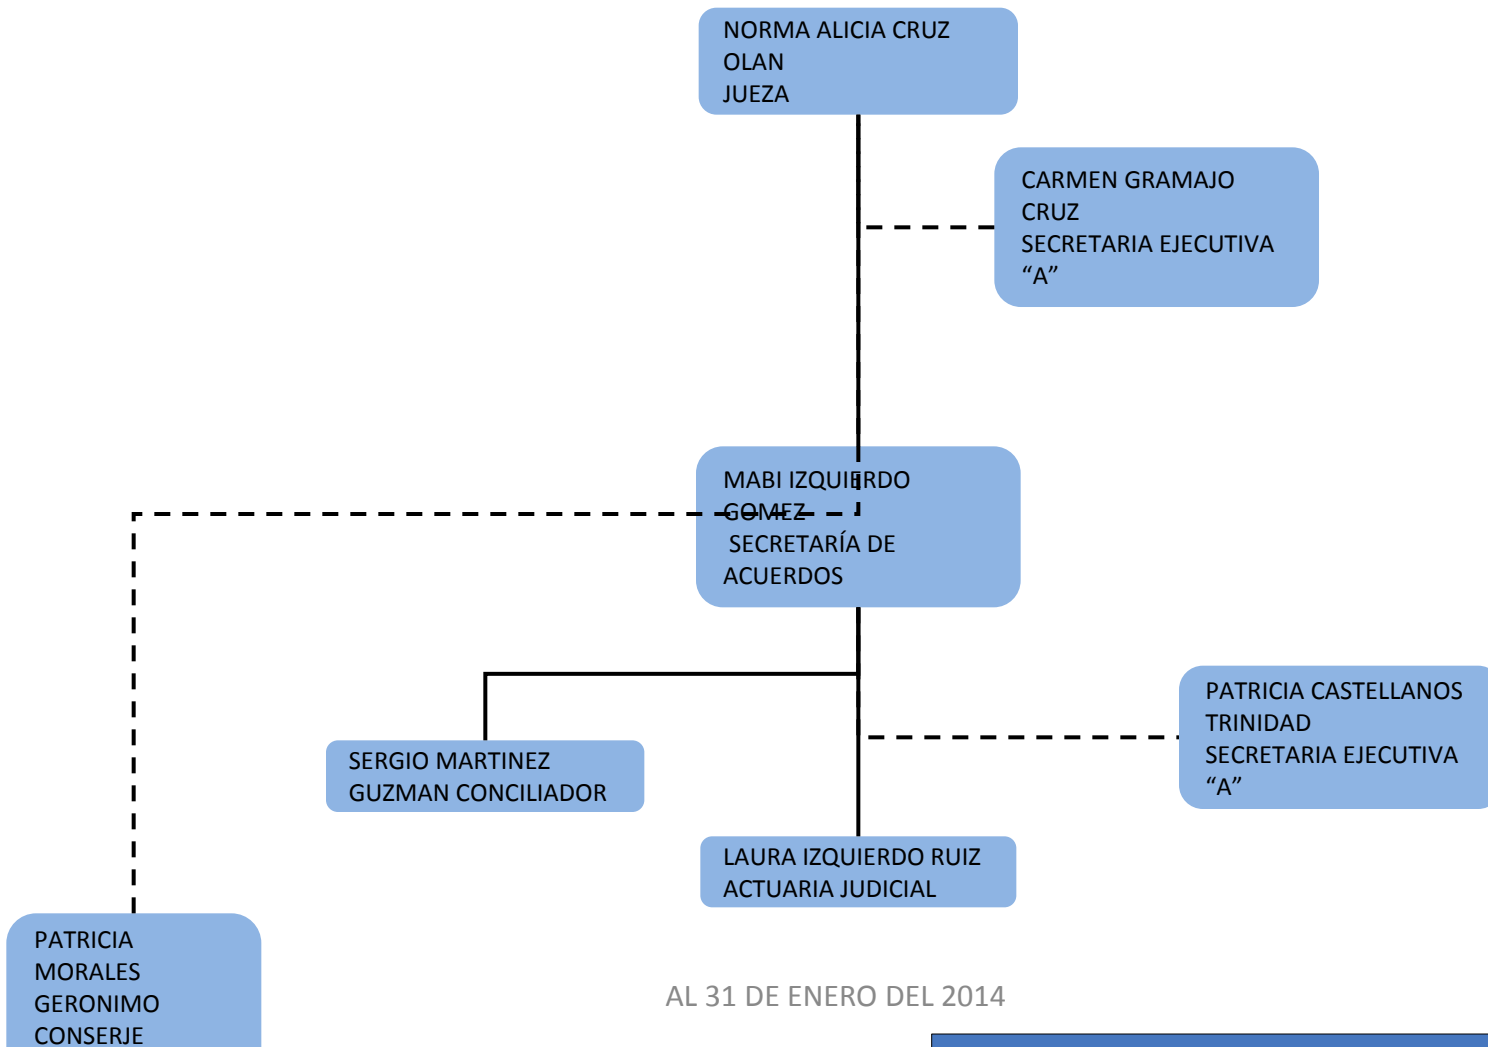 NORMA ALICIA CRUZ
OLAN
JUEZA
CARMEN GRAMAJO
CRUZ
SECRETARIA EJECUTIVA
“A”
MABI IZQUIERDO
GOMEZ
SECRETARÍA DE
ACUERDOS
PATRICIA CASTELLANOS
TRINIDAD
SECRETARIA EJECUTIVA
“A”
SERGIO MARTINEZ
GUZMAN CONCILIADOR
LAURA IZQUIERDO RUIZ
ACTUARIA JUDICIAL
PATRICIA
MORALES
GERONIMO
CONSERJE
AL 31 DE ENERO DEL 2014